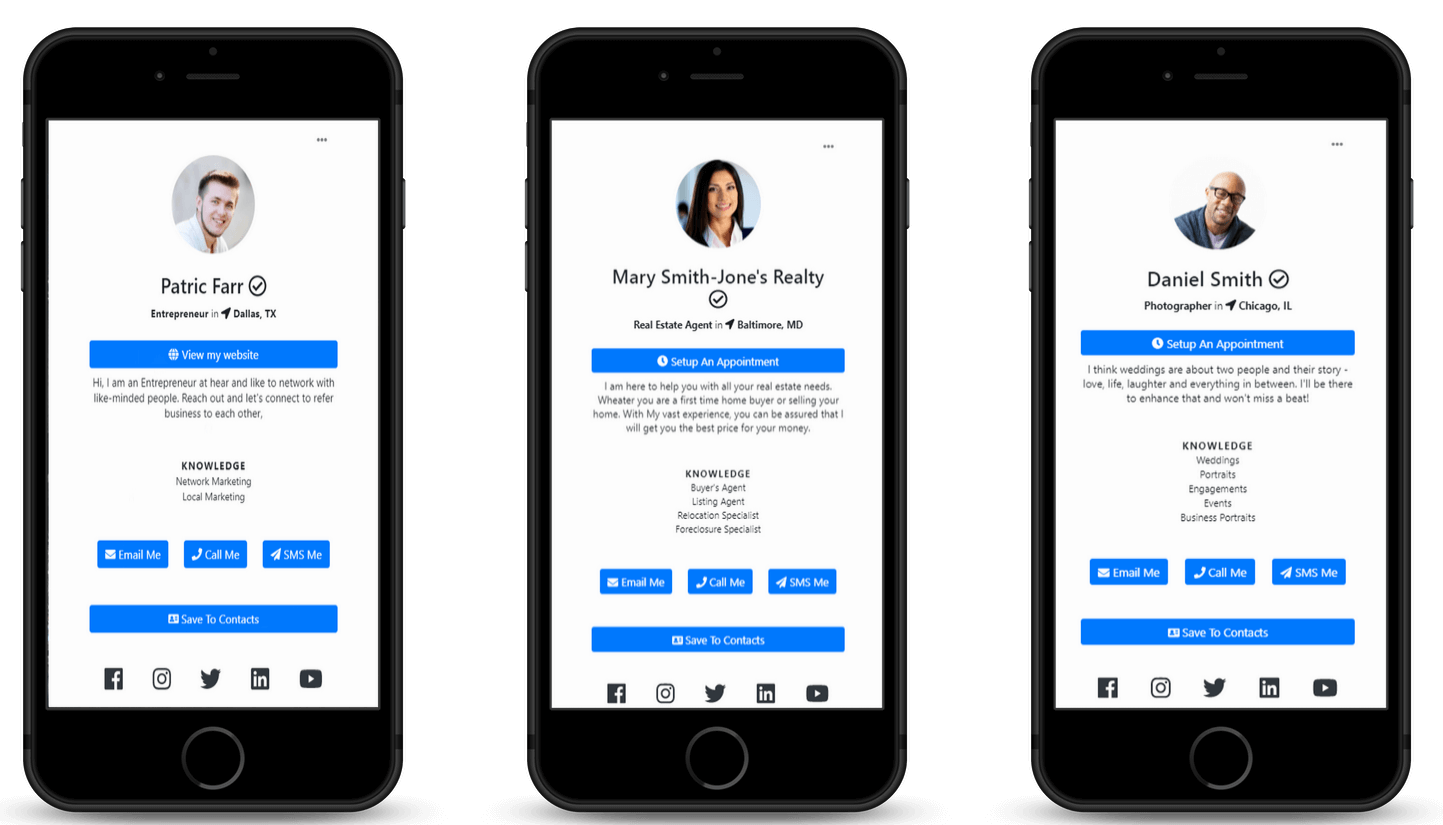 Patric Farr
Entrepreneur in Dallas, TX
View my website
Hi, I am an Entrepreneur at hear and like to network with
like-minded people. Reach out and let's connect to refer
business to each other,
KNOWLEDGE
Network Marketing
Local Marketing
Email Me
Call Me
SMS Me
Save To Contacts
Mary Smith-Jone's Realty
Real Estate Agent in Baltimore, MD
Setup An Appointment
I am here to help you with all your real estate needs.
Wheater you are a first time home buyer or selling your
home. With My vast experience, you can be assured that I
will get you the best price for your money.
KNOWLEDGE
Buyer's Agent
Listing Agent
Relocation Specialist
Foreclosure Specialist
Email Me
Call Me
SMS Me
Save To Contacts
Daniel Smith
Photographer in Chicago, IL
Setup An Appointment
I think weddings are about two people and their story -
love, life, laughter and everything in between. I'll be there
to enhance that and won't miss a beat!
KNOWLEDGE
Weddings
Portraits
Engagements
Events
Business Portraits
Email Me
Call Me
SMS Me
Save To Contacts